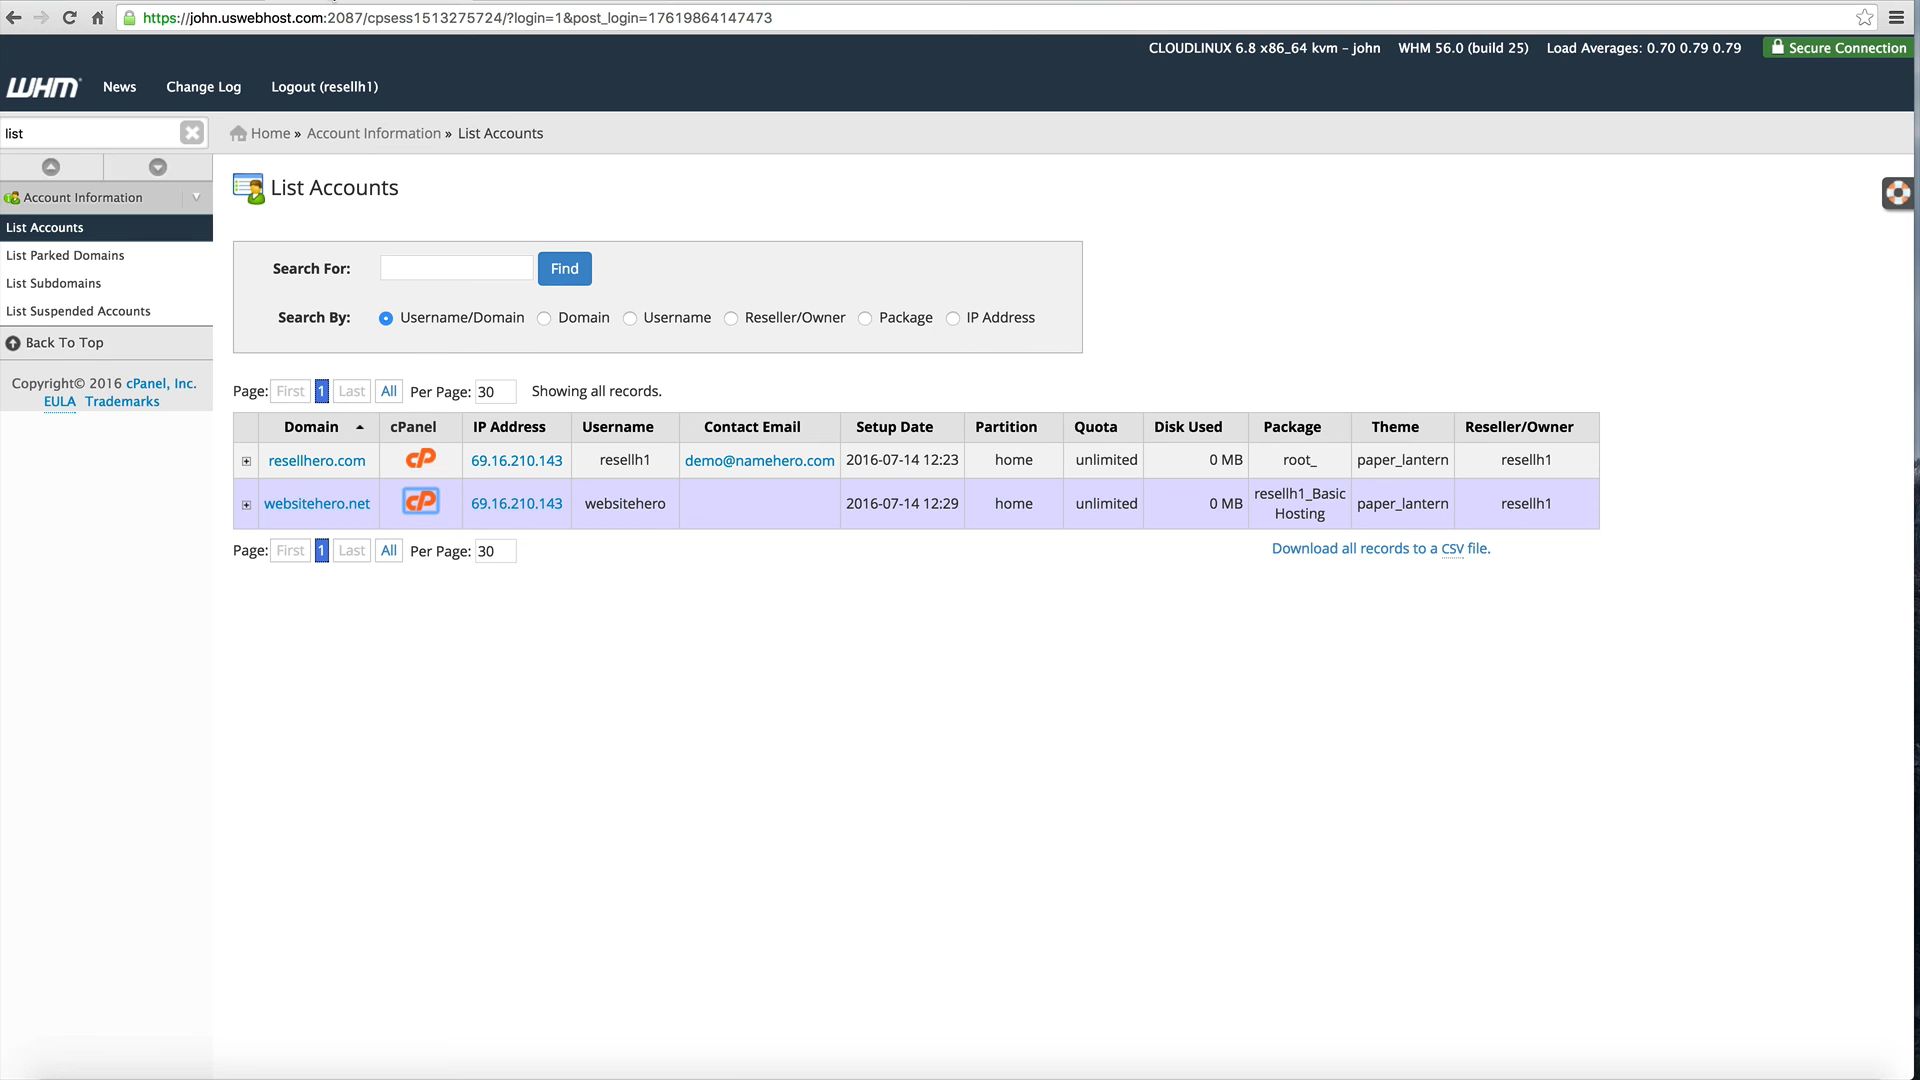 https://john.uswebhost.com:2087/cpsess1513275724/?login=1&post_login=17619864147473
CLOUDLINUX 6.8 x86_64 kvm – john WHM 56.0 (build 25) Load Averages: 0.70 0.79 0.79 Secure Connection
WHM News Change Log Logout (resellh1)
list
Home » Account Information » List Accounts
Account Information
List Accounts
List Parked Domains
List Subdomains
List Suspended Accounts
Back To Top
Copyright© 2016 cPanel, Inc.
EULA Trademarks
List Accounts
Search For: Find
Search By: Username/Domain Domain Username Reseller/Owner Package IP Address
Page: First 1 Last All Per Page: 30 Showing all records.
Domain cPanel IP Address Username Contact Email Setup Date Partition Quota Disk Used Package Theme Reseller/Owner
resellhero.com cP 69.16.210.143 resellh1 demo@namehero.com 2016-07-14 12:23 home unlimited 0 MB root_ paper_lantern resellh1
websitehero.net cP 69.16.210.143 websitehero 2016-07-14 12:29 home unlimited 0 MB resellh1_Basic Hosting paper_lantern resellh1
Page: First 1 Last All Per Page: 30
Download all records to a CSV file.